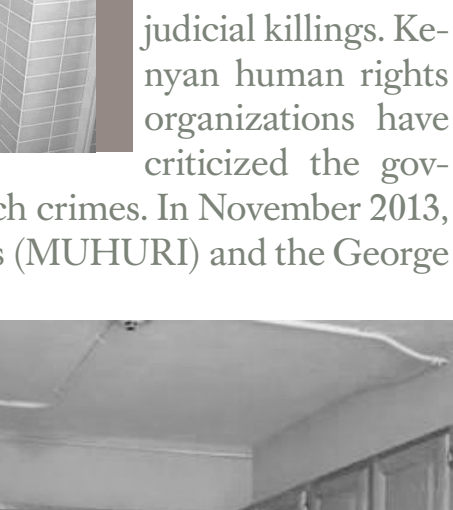 judicial killings. Ke-
nyan human rights
organizations have
criticized the gov-
crimes. In November 2013,
(MUHURI) and the George